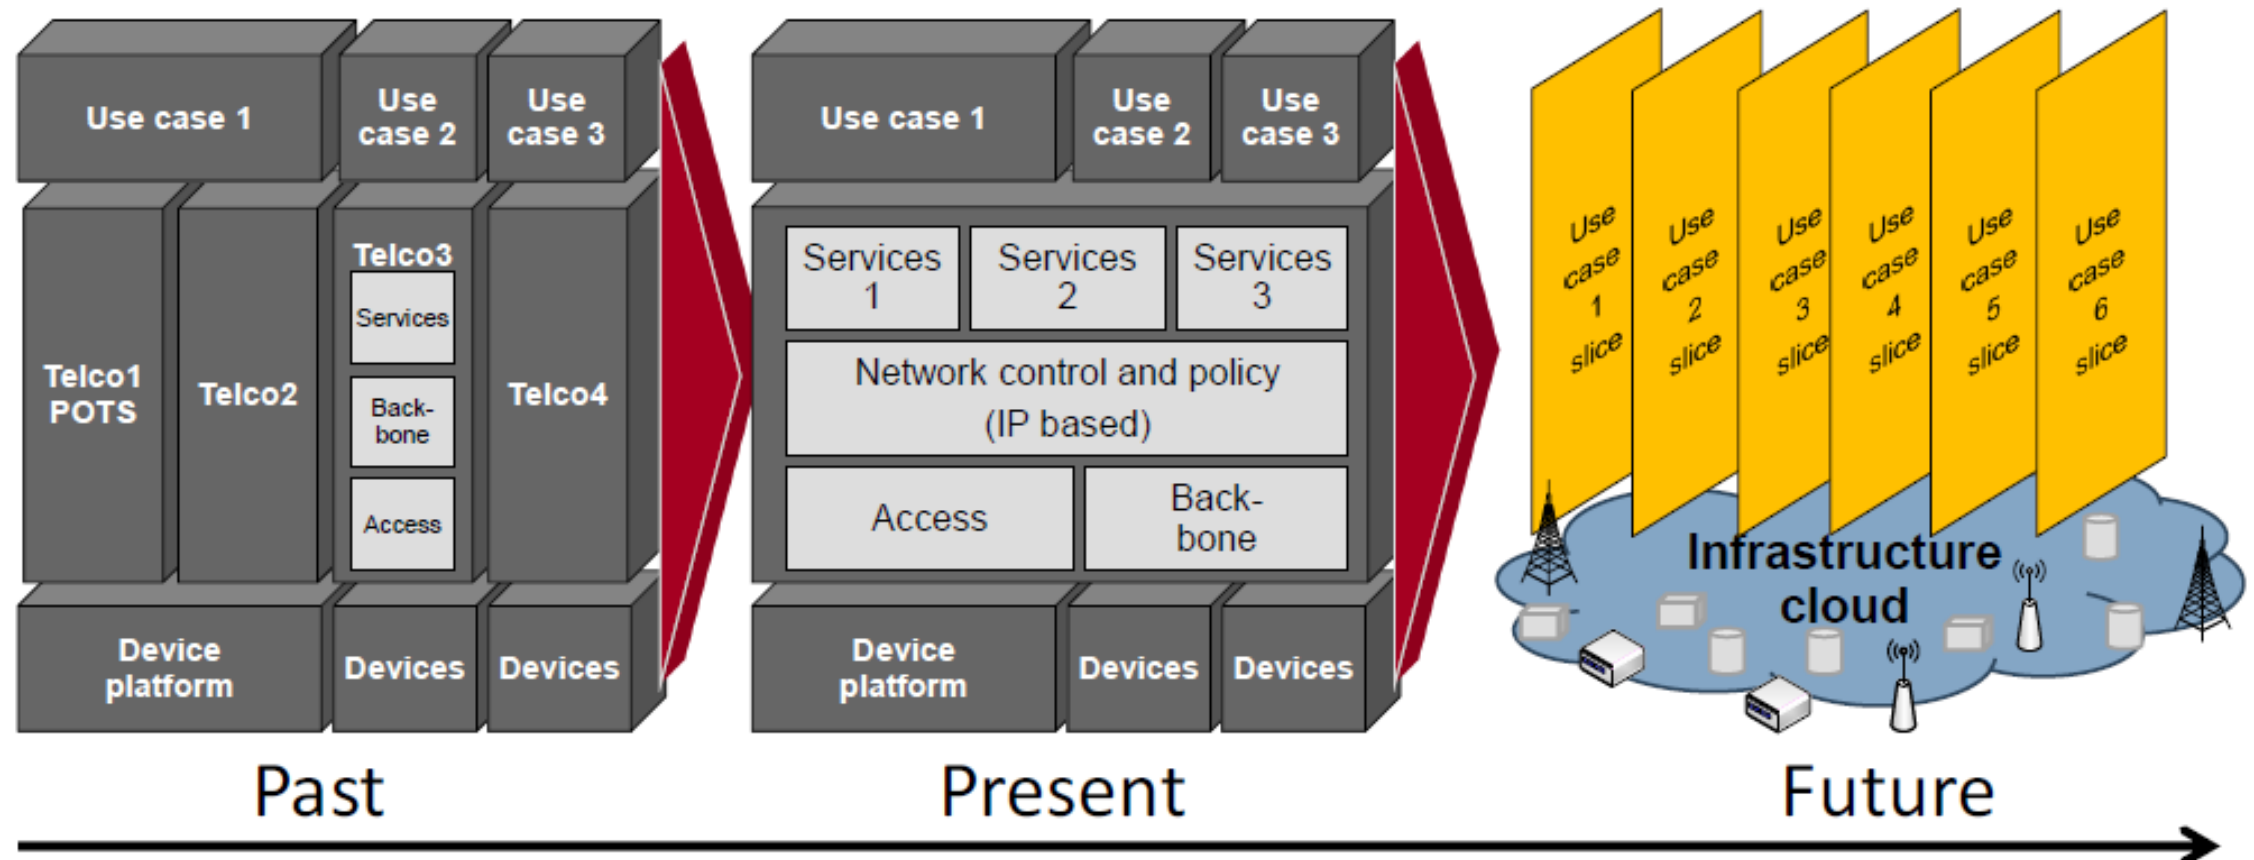 Use case 1
Use
case 2
Use
case 3
Telco1
POTS
Telco2
Telco3
Services
Back-
bone
Access
Telco4
Device
platform
Devices
Devices
Past
Use case 1
Use
case 2
Use
case 3
Services
1
Services
2
Services
3
Network control and policy
(IP based)
Access
Back-
bone
Device
platform
Devices
Devices
Present
Use
case
1
slice
Use
case
2
slice
Use
case
3
slice
Use
case
4
slice
Use
case
5
slice
Use
case
6
slice
Infrastructure
cloud
Future